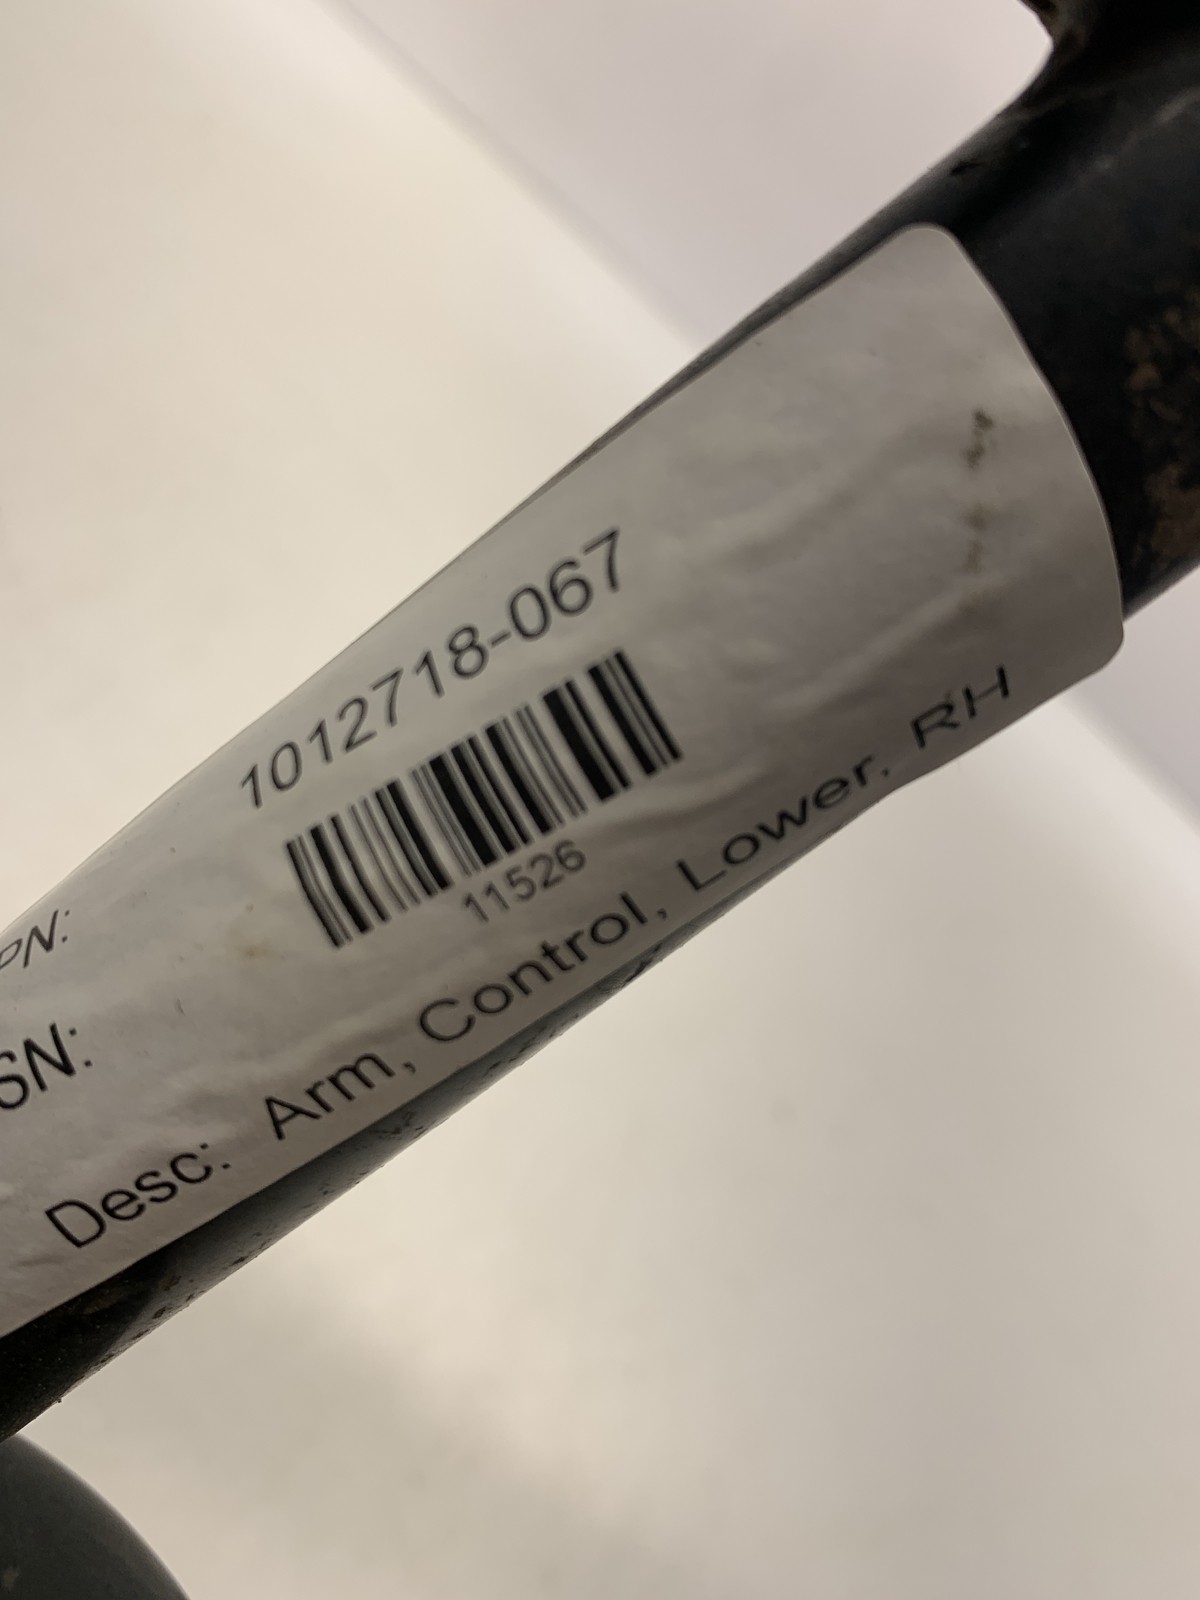 PN: 1012718-067
SN: 11526
Desc: Arm, Control, Lower, RH